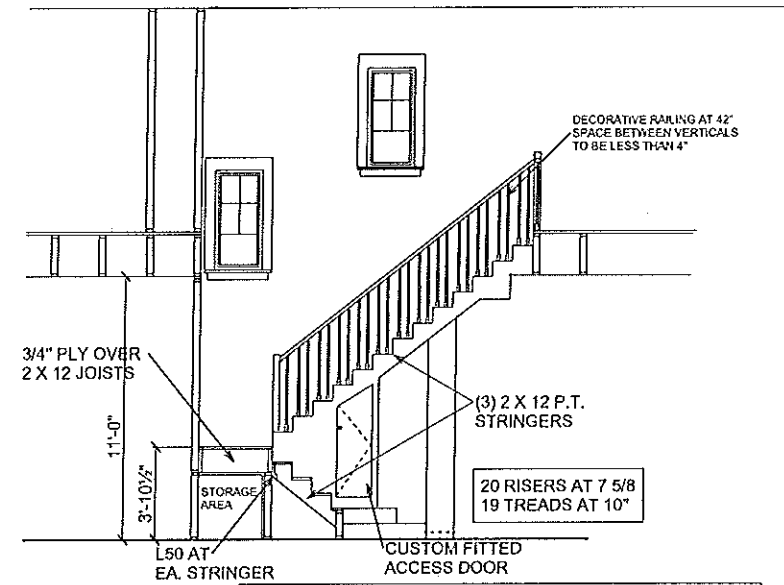 DECORATIVE RAILING AT 42"
SPACE BETWEEN VERTICALS
TO BE LESS THAN 4"
3/4" PLY OVER
2 X 12 JOISTS
11'-0"
3'-10½"
STORAGE
AREA
(3) 2 X 12 P.T.
STRINGERS
20 RISERS AT 7 5/8
19 TREADS AT 10"
L50 AT
EA. STRINGER
CUSTOM FITTED
ACCESS DOOR